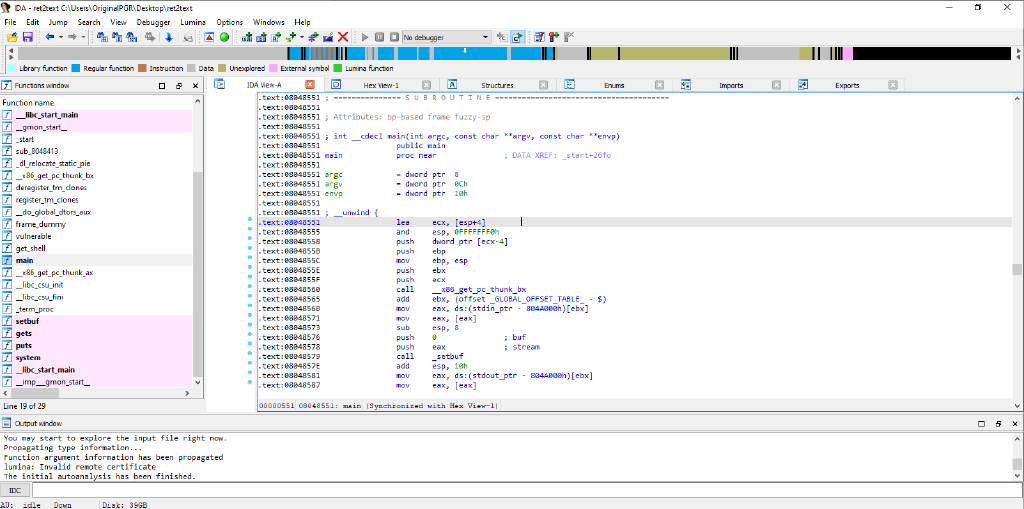 IDA - ret2text C:\Users\OriginalPGR\Desktop\ret2text
File Edit Jump Search View Debugger Lumina Options Windows Help
No debugger
Library function Regular function Instruction Data Unexplored External symbol Lumina function
Functions window
Function name
__libc_start_main
__gmon_start__
_start
sub_8048413
_dl_relocate_static_pie
__x86_get_pc_thunk_bx
deregister_tm_clones
register_tm_clones
__do_global_dtors_aux
frame_dummy
vulnerable
get_shell
main
__x86_get_pc_thunk_ax
__libc_csu_init
__libc_csu_fini
_term_proc
setbuf
gets
puts
system
__libc_start_main
__imp___gmon_start__
Line 19 of 29
IDA View-A Hex View-1 Structures Enums Imports Exports
.text:08048551 ; =============== S U B R O U T I N E =======================================
.text:08048551
.text:08048551 ; Attributes: bp-based frame fuzzy-sp
.text:08048551
.text:08048551 ; int __cdecl main(int argc, const char **argv, const char **envp)
.text:08048551 public main
.text:08048551 main proc near ; DATA XREF: _start+26↑o
.text:08048551
.text:08048551 argc = dword ptr 8
.text:08048551 argv = dword ptr 0Ch
.text:08048551 envp = dword ptr 10h
.text:08048551
.text:08048551 ; __unwind {
.text:08048551 lea ecx, [esp+4]
.text:08048555 and esp, 0FFFFFFF0h
.text:08048558 push dword ptr [ecx-4]
.text:0804855B push ebp
.text:0804855C mov ebp, esp
.text:0804855E push ebx
.text:0804855F push ecx
.text:08048560 call __x86_get_pc_thunk_bx
.text:08048565 add ebx, (offset _GLOBAL_OFFSET_TABLE_ - $)
.text:0804856B mov eax, ds:(stdin_ptr - 804A000h)[ebx]
.text:08048571 mov eax, [eax]
.text:08048573 sub esp, 8
.text:08048576 push 0 ; buf
.text:08048578 push eax ; stream
.text:08048579 call _setbuf
.text:0804857E add esp, 10h
.text:08048581 mov eax, ds:(stdout_ptr - 804A000h)[ebx]
.text:08048587 mov eax, [eax]
00000551 08048551: main (Synchronized with Hex View-1)
Output window
You may start to explore the input file right now.
Propagating type information...
Function argument information has been propagated
lumina: Invalid remote certificate
The initial autoanalysis has been finished.
IDC
AU: idle Down Disk: 396GB